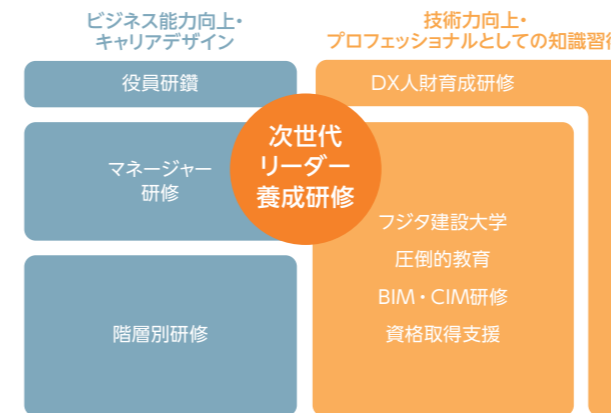 ビジネス能力向上・
キャリアデザイン
技術力向上・
プロフェッショナルとしての知識習
役員研鑽
DX人財育成研修
次世代
リーダー
養成研修
マネージャー
研修
フジタ建設大学
圧倒的教育
BIM・CIM研修
資格取得支援
階層別研修